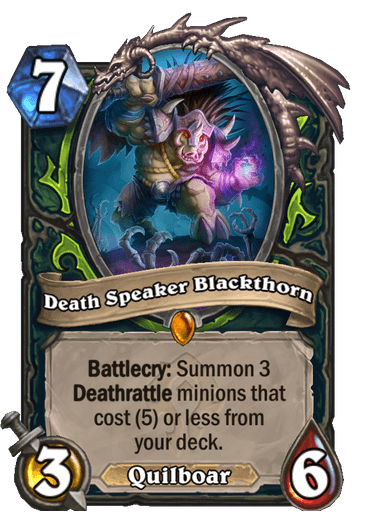 7
Death Speaker Blackthorn
Battlecry: Summon 3
Deathrattle minions that
cost (5) or less from
your deck.
3
Quilboar
6